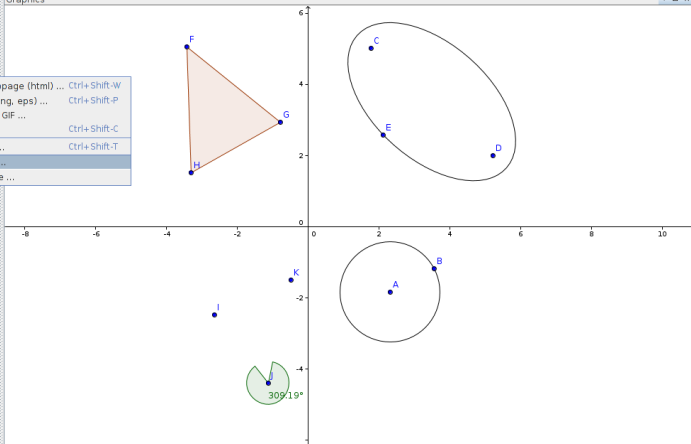 Graphics
page (html) ... Ctrl+Shift-W
ng, eps) ... Ctrl+Shift-P
GIF ...
Ctrl+Shift-C
... Ctrl+Shift-T
...
e ...
6
4
2
0
-8 -6 -4 -2 0 2 4 6 8 10
-2
-4
F
G
H
C
E
D
K
I
J
309.19°
B
A